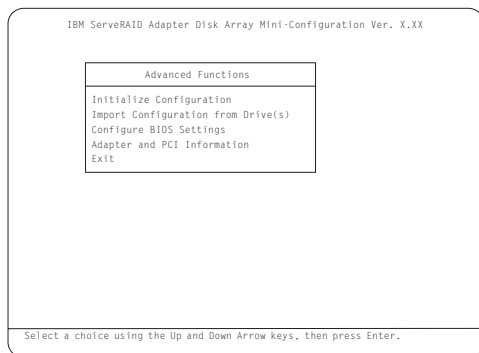 IBM ServeRAID Adapter Disk Array Mini-Configuration Ver. X.XX
Advanced Functions
Initialize Configuration
Import Configuration from Drive(s)
Configure BIOS Settings
Adapter and PCI Information
Exit
Select a choice using the Up and Down Arrow keys, then press Enter.